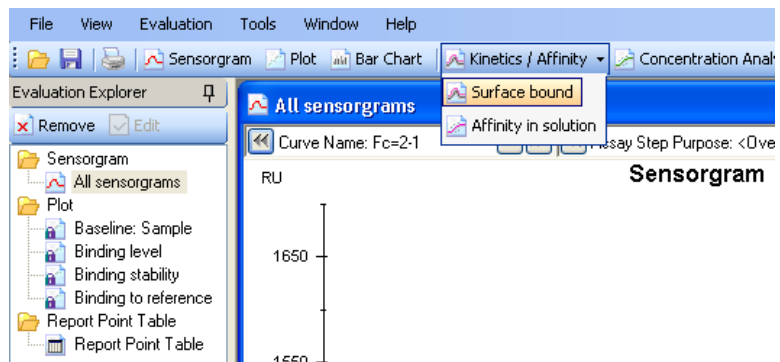 File View Evaluation Tools Window Help
Sensorgram Plot Bar Chart Kinetics / Affinity Concentration Analy
Evaluation Explorer
Remove Edit
Sensorgram
All sensorgrams
Plot
Baseline: Sample
Binding level
Binding stability
Binding to reference
Report Point Table
Report Point Table
Surface bound
Affinity in solution
All sensorgrams
Curve Name: Fc=2-1 Step Purpose: <Ove
Sensorgram
RU
1650